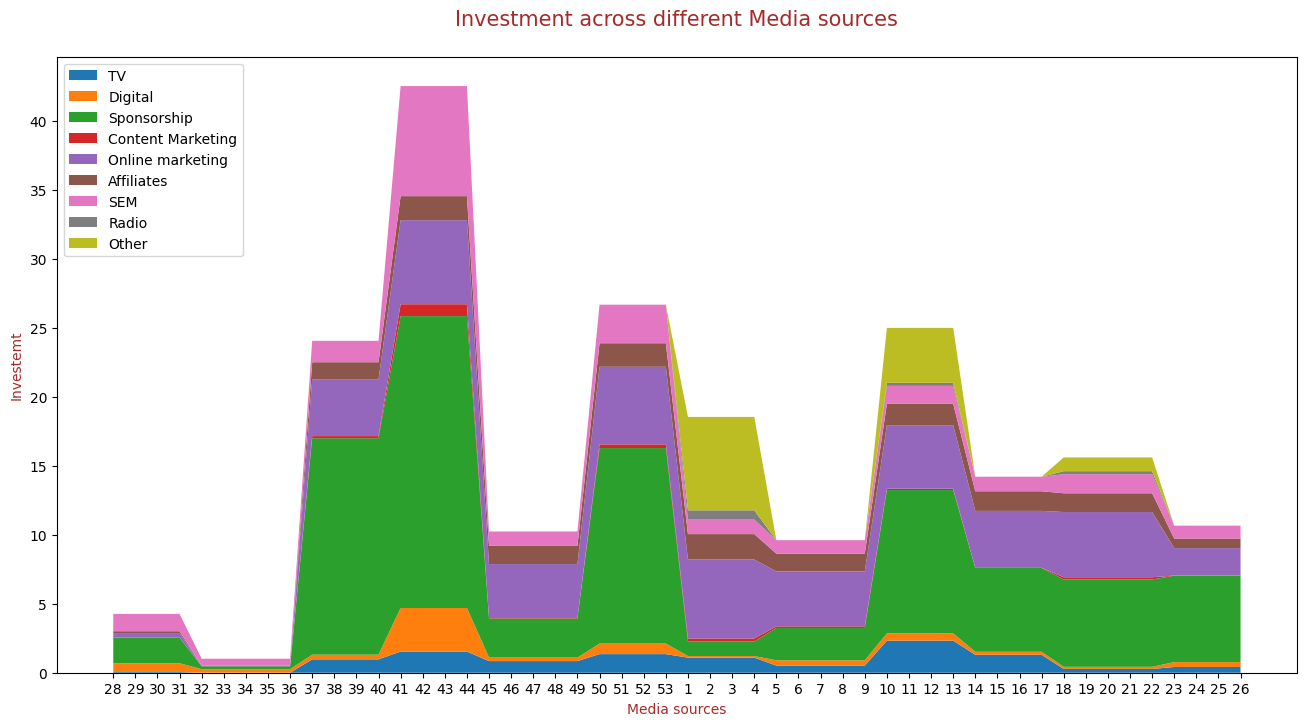 Investment across different Media sources
TV
Digital
Sponsorship
Content Marketing
Online marketing
Affiliates
SEM
Radio
Other
40
35
30
25
20
15
10
5
0
Investemt
28 29 30 31 32 33 34 35 36 37 38 39 40 41 42 43 44 45 46 47 48 49 50 51 52 53 1 2 3 4 5 6 7 8 9 10 11 12 13 14 15 16 17 18 19 20 21 22 23 24 25 26
Media sources